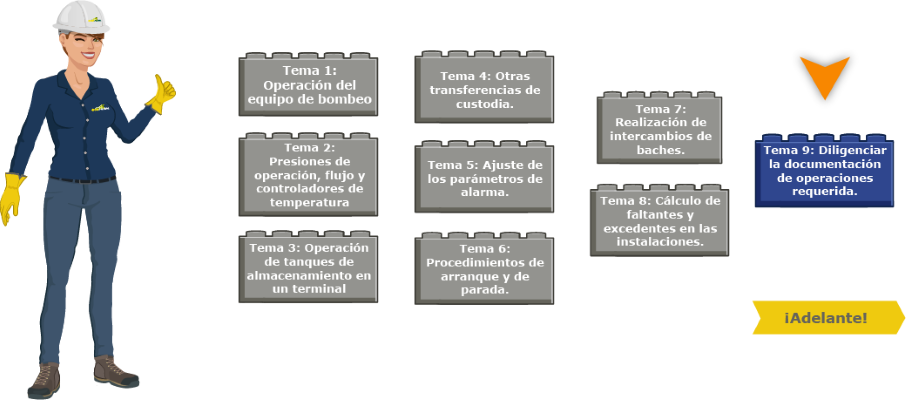 Tema 1:
Operación del
equipo de bombeo
Tema 2:
Presiones de
operación, flujo y
controladores de
temperatura
Tema 3: Operación
de tanques de
almacenamiento en
un terminal
Tema 4: Otras
transferencias de
custodia.
Tema 5: Ajuste de
los parámetros de
alarma.
Tema 6:
Procedimientos de
arranque y de
parada.
Tema 7:
Realización de
intercambios de
baches.
Tema 8: Cálculo de
faltantes y
excedentes en las
instalaciones.
Tema 9: Diligenciar
la documentación
de operaciones
requerida.
¡Adelante!